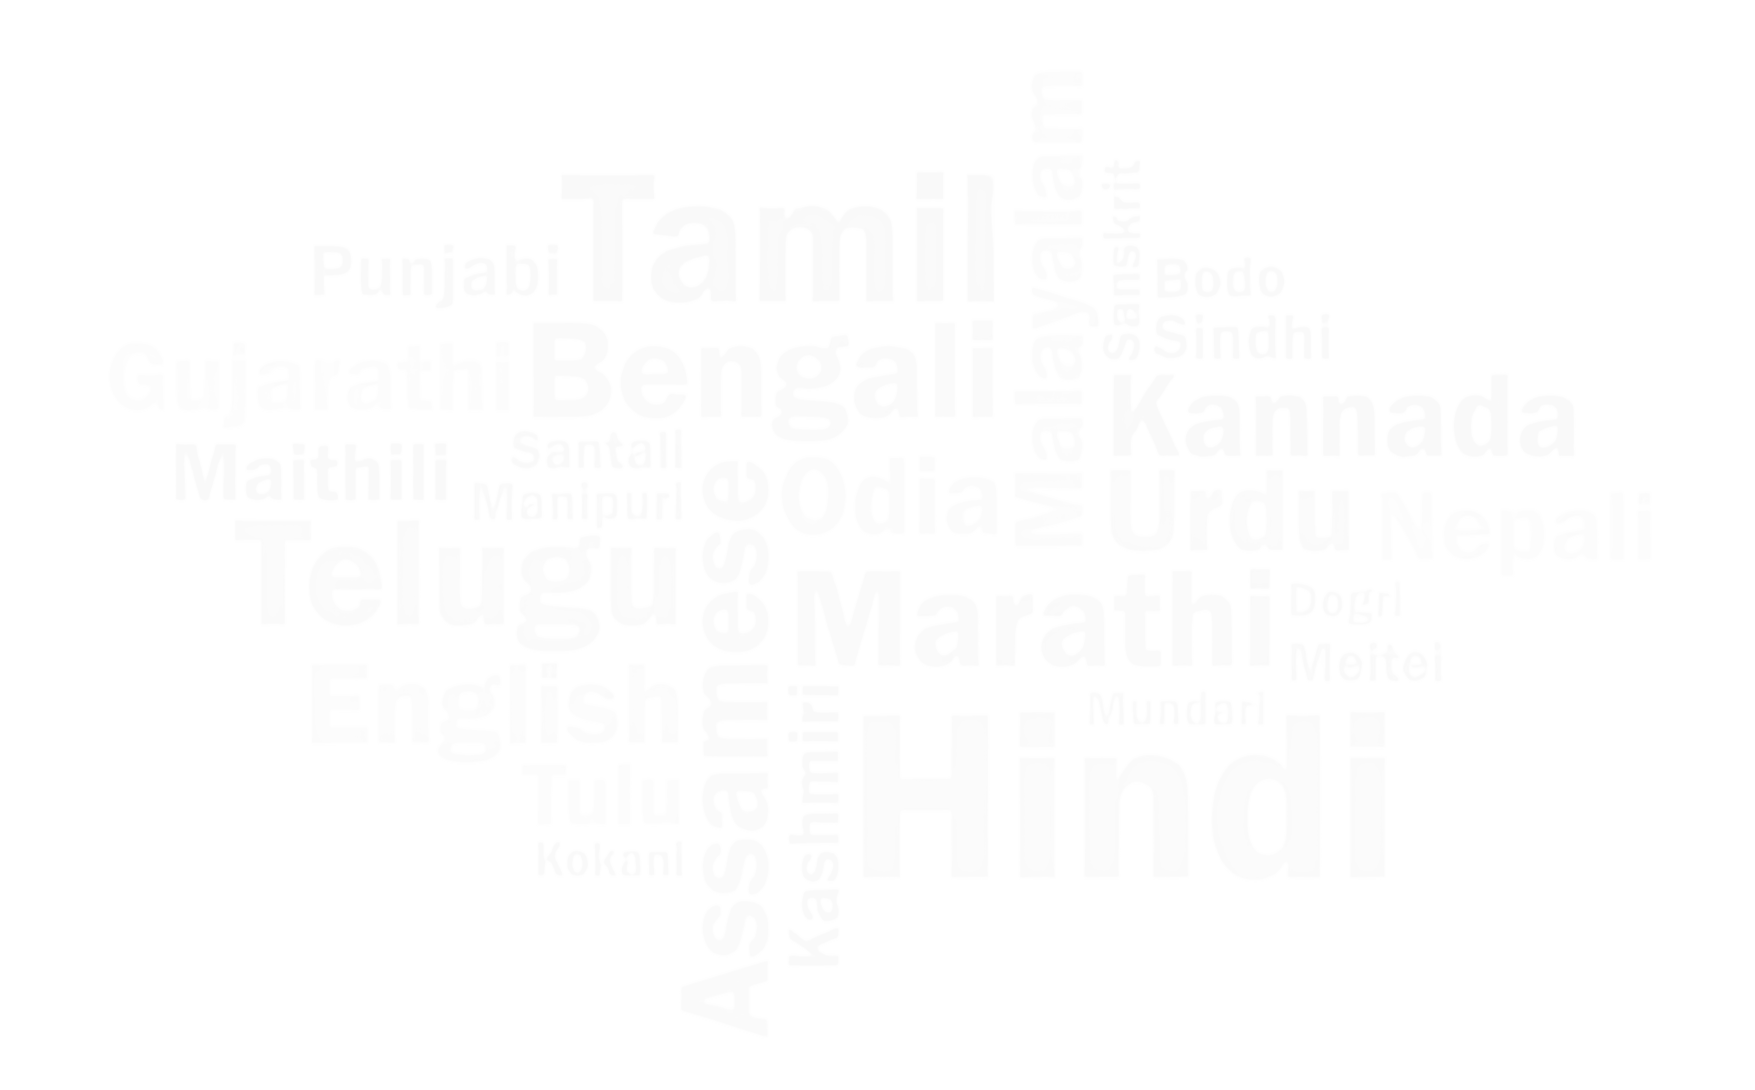 Malayalam
Sanskrit
Tamil
Punjabi
Bodo
Sindhi
Gujarathi
Bengali
Kannada
Maithili
Santali
Odia
Urdu
Nepali
Manipuri
Telugu
Assamese
Marathi
Dogri
Meitei
English
Kashmiri
Mundari
Hindi
Tulu
Kokani